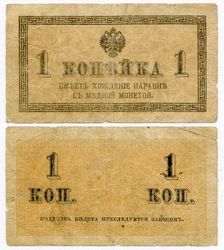 1 КОПѢЙКА 1
ИМѢЕТЪ ХОЖДЕНІЕ НАРАВНѢ
СЪ МѢДНОЙ МОНЕТОЙ.
1 1
КОП. КОП.
ПОДДѢЛКА БИЛЕТА ПРЕСЛѢДУЕТСЯ ЗАКОНОМЪ.